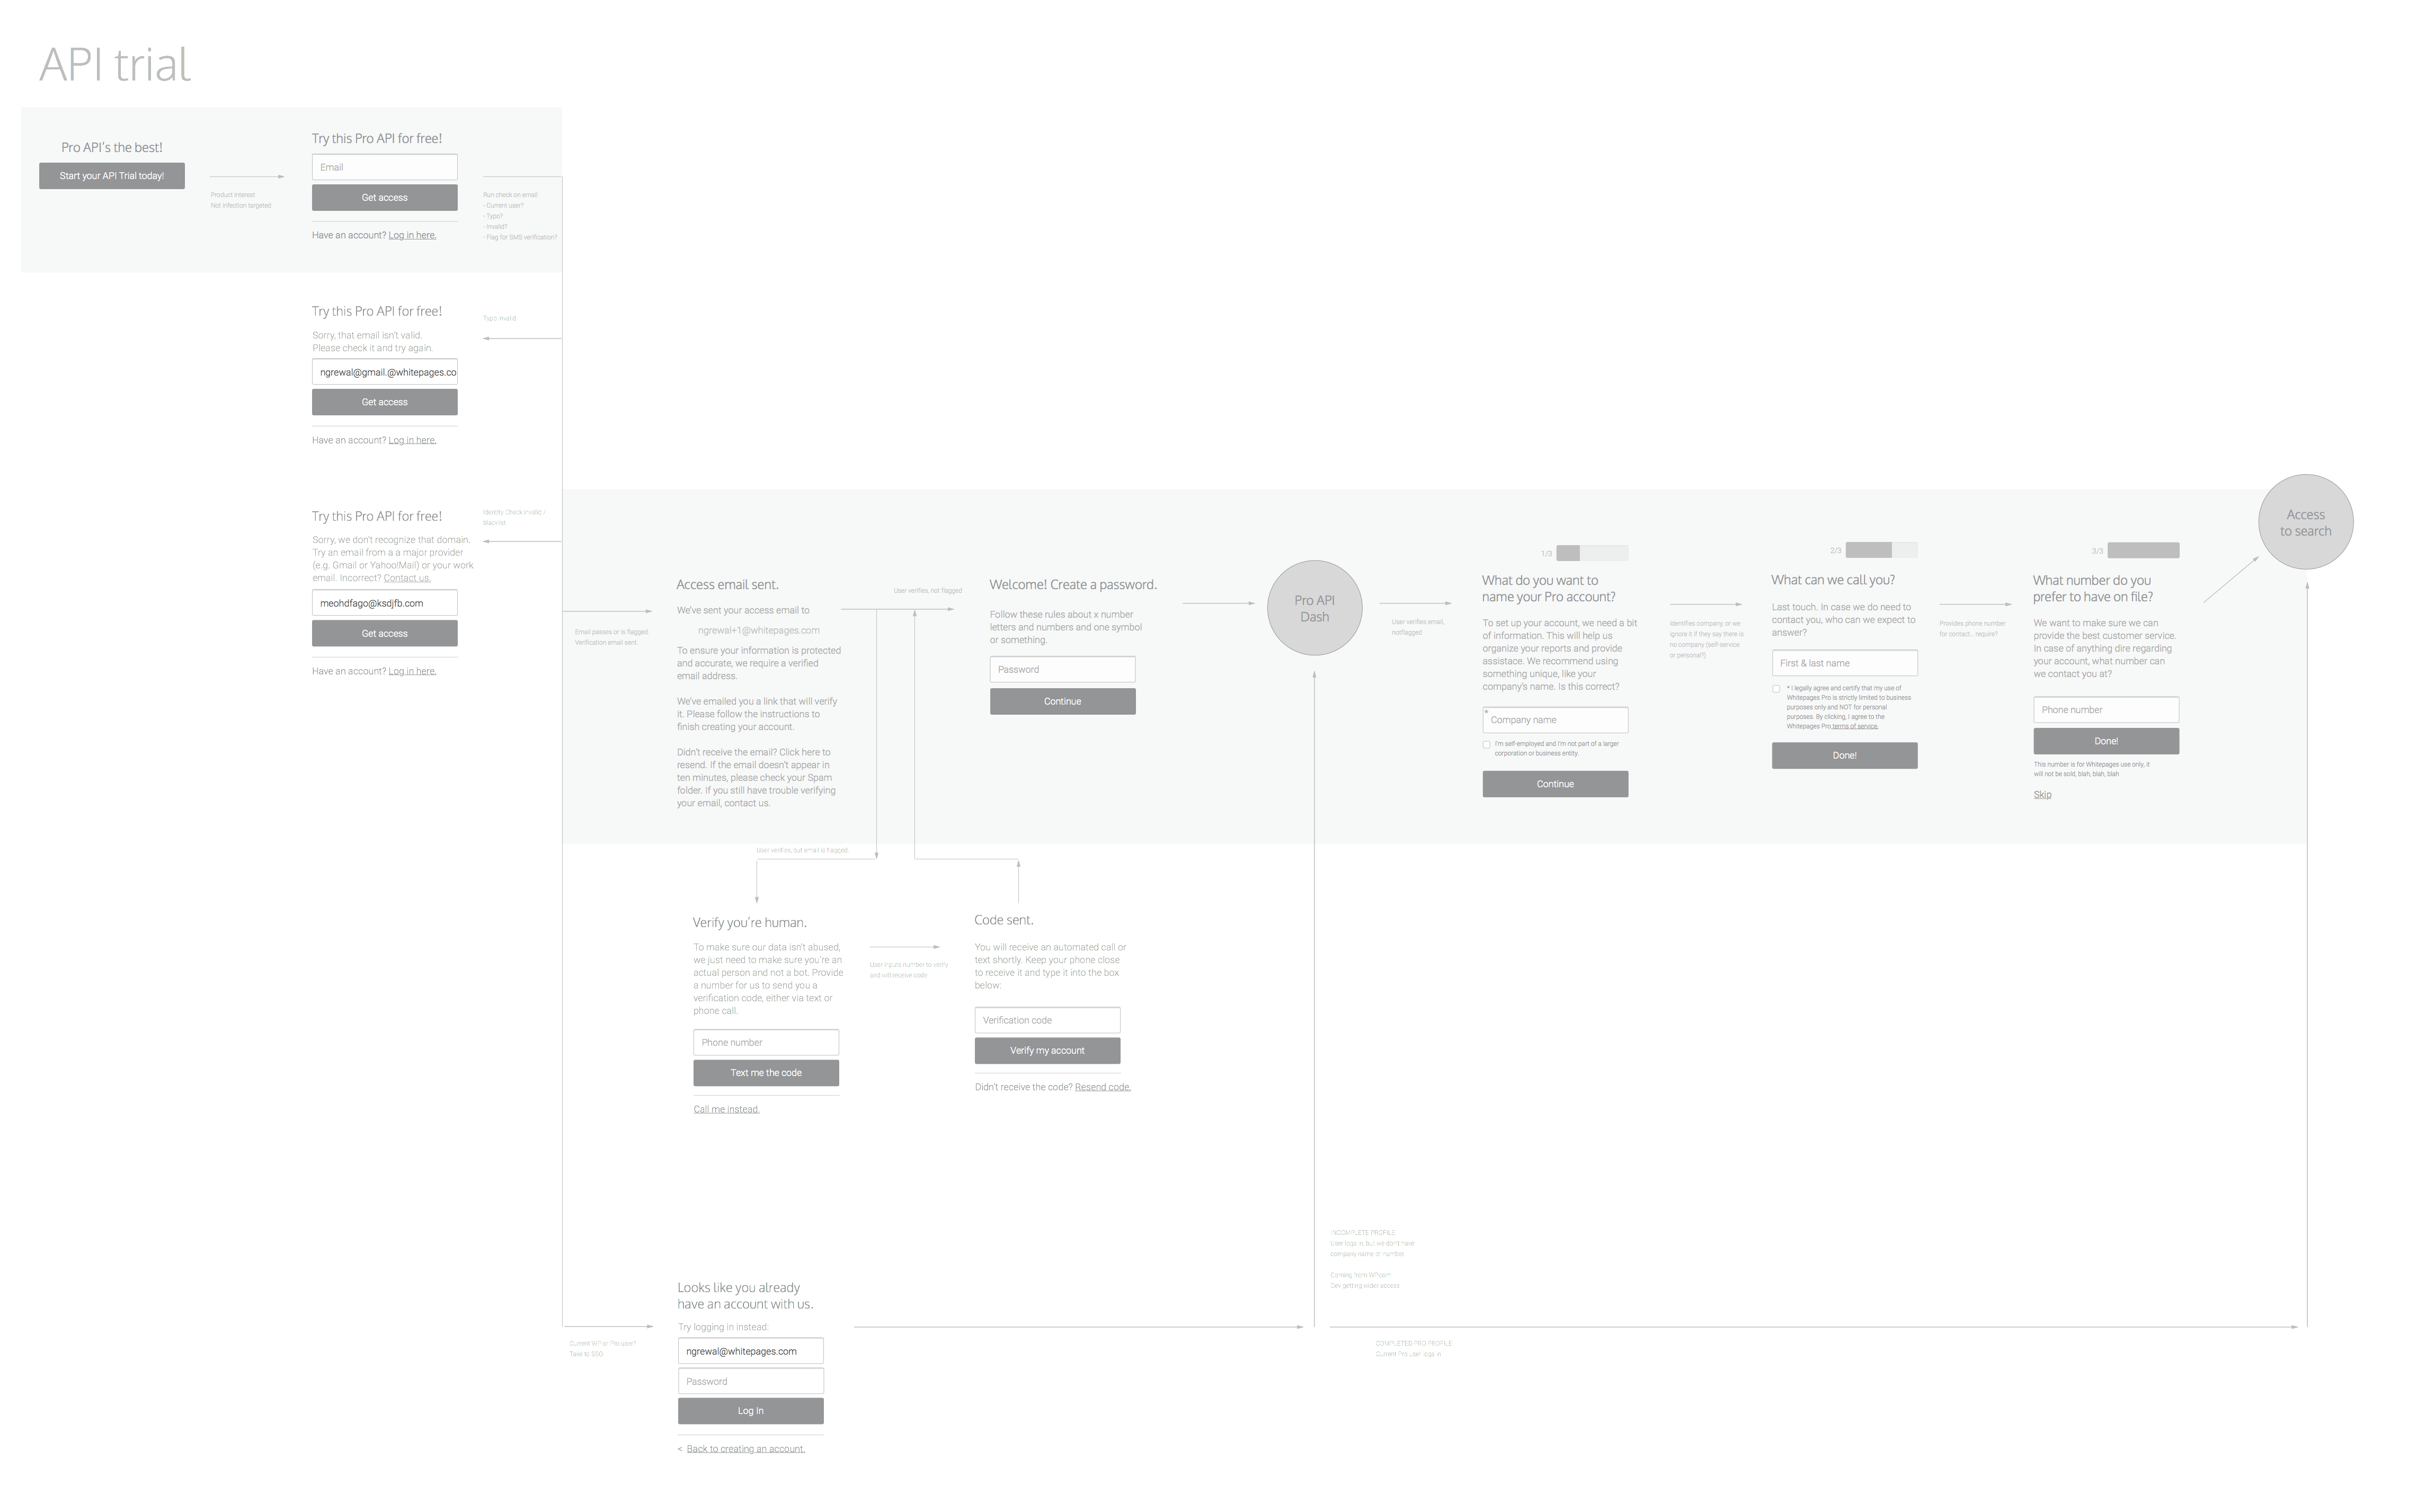 API trial
Pro API's the best!
Start your API Trial today!
Product interest
Not infection targeted
Try this Pro API for free!
Email
Get access
Have an account? Log in here.
Run check on email
- Current user?
- Typo?
- Invalid?
- Flag for SMS verification?
Try this Pro API for free!
Sorry, that email isn't valid.
Please check it and try again.
ngrewal@gmail.@whitepages.co
Get access
Have an account? Log in here.
Typo invalid
Try this Pro API for free!
Sorry, we don't recognize that domain.
Try an email from a a major provider
(e.g. Gmail or Yahoo!Mail) or your work
email. Incorrect? Contact us.
meohdfago@ksdjfb.com
Get access
Have an account? Log in here.
Identity Check invalid /
blacklist
Email passes or is flagged.
Verification email sent.
Access email sent.
We've sent your access email to
ngrewal+1@whitepages.com
To ensure your information is protected
and accurate, we require a verified
email address.
We've emailed you a link that will verify
it. Please follow the instructions to
finish creating your account.
Didn't receive the email? Click here to
resend. If the email doesn't appear in
ten minutes, please check your Spam
folder. If you still have trouble verifying
your email, contact us.
User verifies, not flagged
Welcome! Create a password.
Follow these rules about x number
letters and numbers and one symbol
or something.
Password
Continue
Pro API
Dash
User verifies email,
notflagged
1/3
What do you want to
name your Pro account?
To set up your account, we need a bit
of information. This will help us
organize your reports and provide
assistace. We recommend using
something unique, like your
company's name. Is this correct?
* Company name
I'm self-employed and I'm not part of a larger
corporation or business entity.
Continue
Identifies company, or we
ignore it if they say there is
no company (self-service
or personal?)
2/3
What can we call you?
Last touch. In case we do need to
contact you, who can we expect to
answer?
First & last name
* I legally agree and certify that my use of
Whitepages Pro is strictly limited to business
purposes only and NOT for personal
purposes. By clicking, I agree to the
Whitepages Pro terms of service.
Done!
Provides phone number
for contact... require?
3/3
What number do you
prefer to have on file?
We want to make sure we can
provide the best customer service.
In case of anything dire regarding
your account, what number can
we contact you at?
Phone number
Done!
This number is for Whitepages use only, it
will not be sold, blah, blah, blah
Skip
Access
to search
User verifies, but email is flagged.
Verify you're human.
To make sure our data isn't abused,
we just need to make sure you're an
actual person and not a bot. Provide
a number for us to send you a
verification code, either via text or
phone call.
Phone number
Text me the code
Call me instead.
User inputs number to verify
and will receive code
Code sent.
You will receive an automated call or
text shortly. Keep your phone close
to receive it and type it into the box
below:
Verification code
Verify my account
Didn't receive the code? Resend code.
INCOMPLETE PROFILE
User logs in, but we don't have
company name or number.
Coming from WP.com
Dev getting wider access
Current WP or Pro user?
Take to SSO
Looks like you already
have an account with us.
Try logging in instead:
ngrewal@whitepages.com
Password
Log In
< Back to creating an account.
COMPLETED PRO PROFILE
Current Pro user logs in